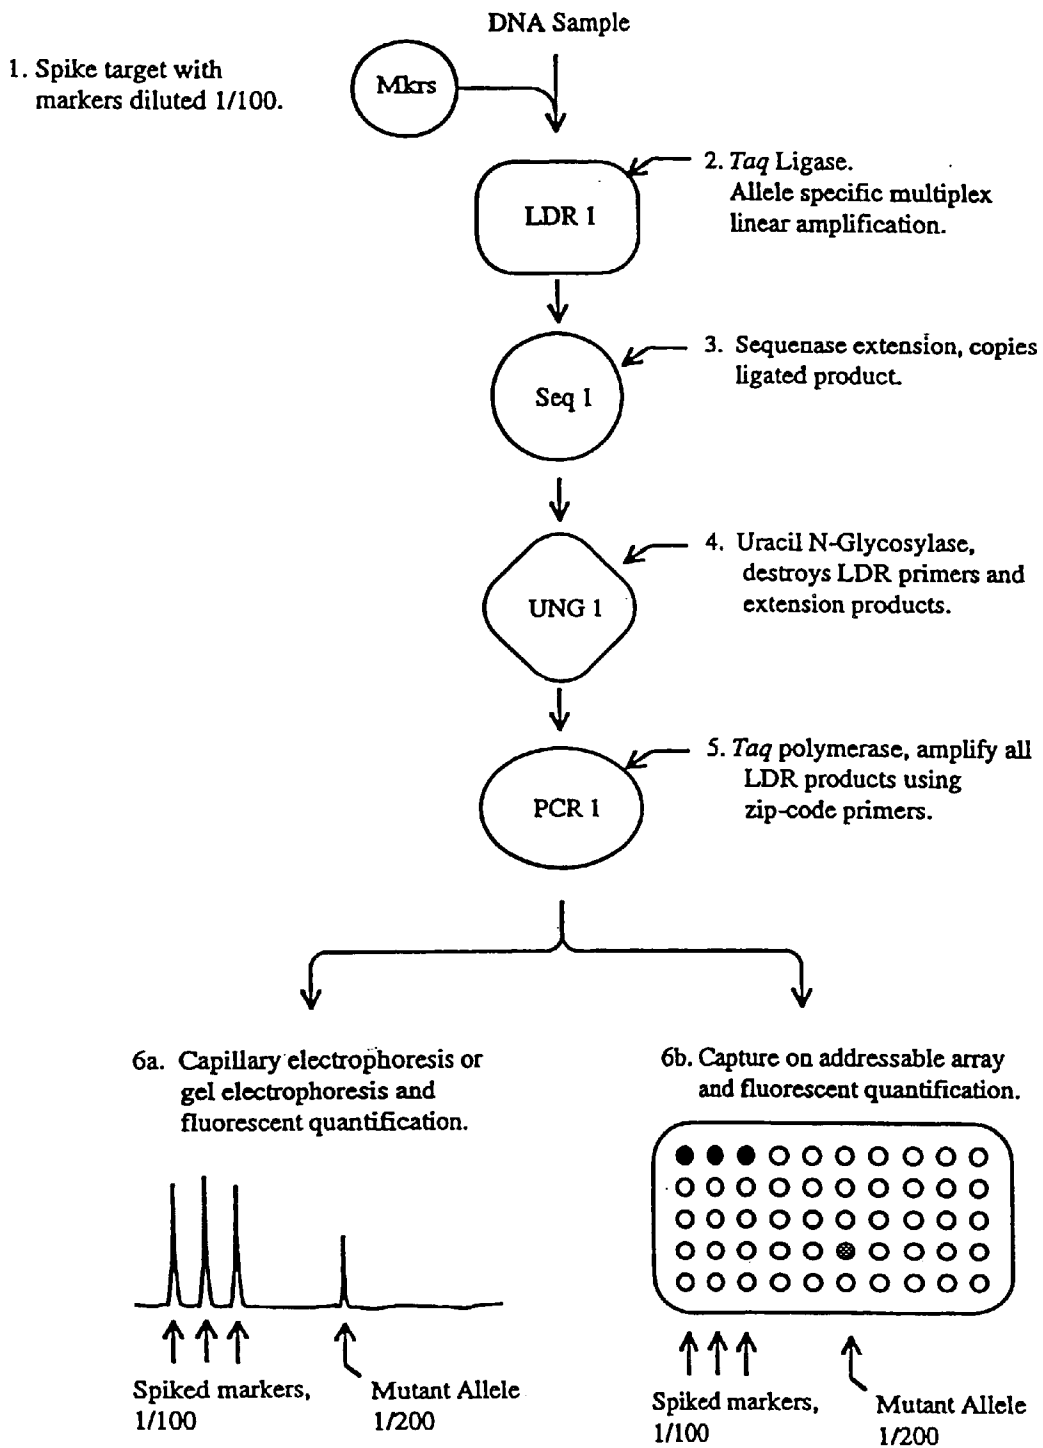 DNA Sample
1. Spike target with
markers diluted 1/100.
Mkrs
2. Taq Ligase.
Allele specific multiplex
linear amplification.
LDR 1
3. Sequenase extension, copies
ligated product.
Seq 1
4. Uracil N-Glycosylase,
destroys LDR primers and
extension products.
UNG 1
5. Taq polymerase, amplify all
LDR products using
zip-code primers.
PCR 1
6a. Capillary electrophoresis or
gel electrophoresis and
fluorescent quantification.
6b. Capture on addressable array
and fluorescent quantification.
Spiked markers,
1/100
Mutant Allele
1/200
Spiked markers,
1/100
Mutant Allele
1/200